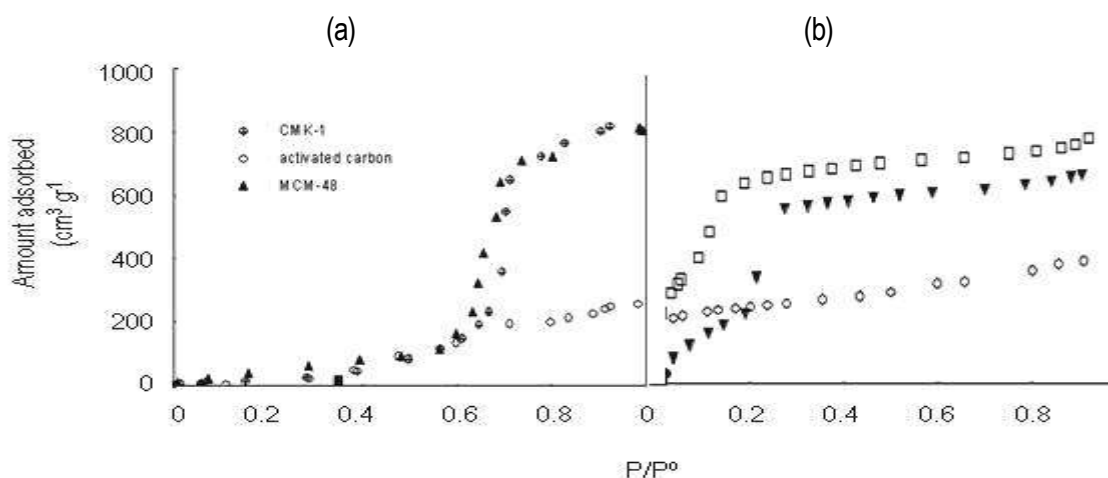 (a) (b)
1000
800
600
400
200
0
Amount adsorbed
(cm³ g⁻¹)
CMK-1
activated carbon
MCM-48
0 0.2 0.4 0.6 0.8 0 0.2 0.4 0.6 0.8
P/Pº